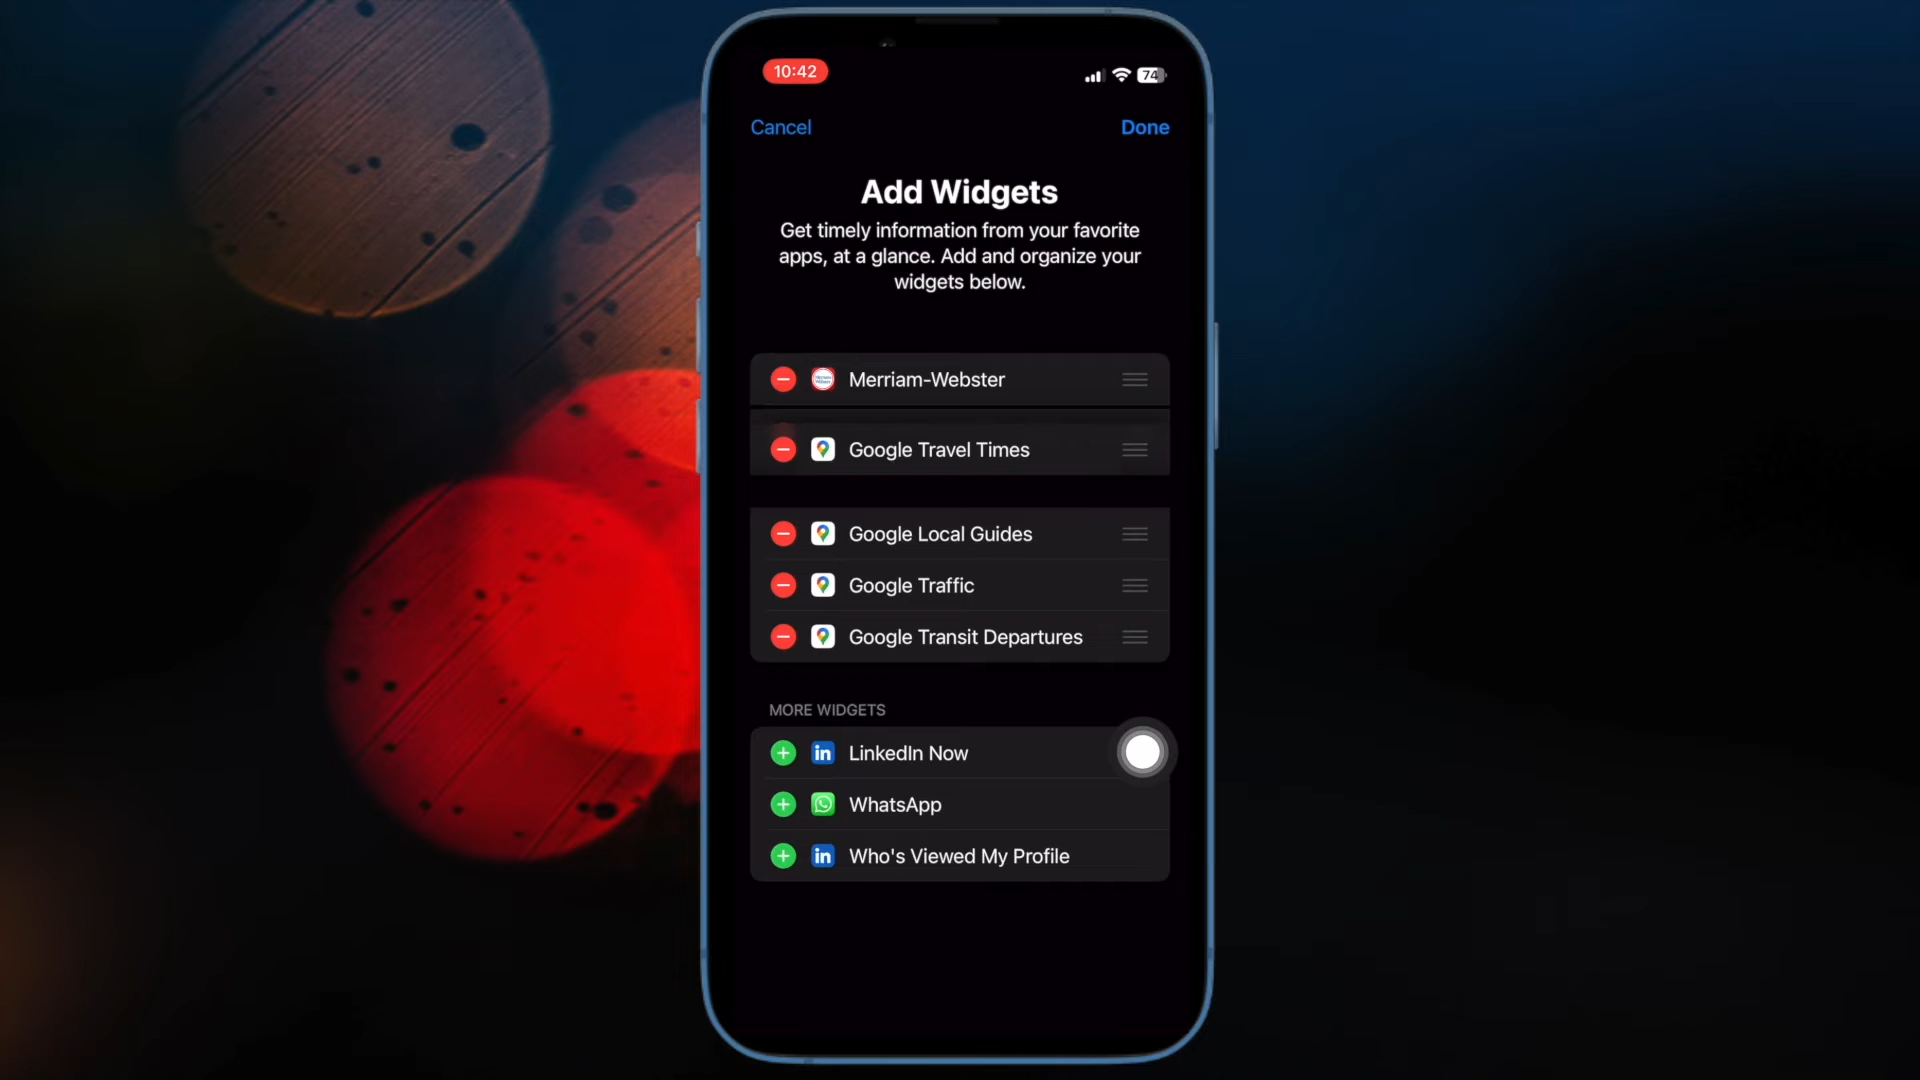 10:42
74
Cancel
Done
Add Widgets
Get timely information from your favorite
apps, at a glance. Add and organize your
widgets below.
Merriam-Webster
Google Travel Times
Google Local Guides
Google Traffic
Google Transit Departures
MORE WIDGETS
in LinkedIn Now
WhatsApp
in Who's Viewed My Profile